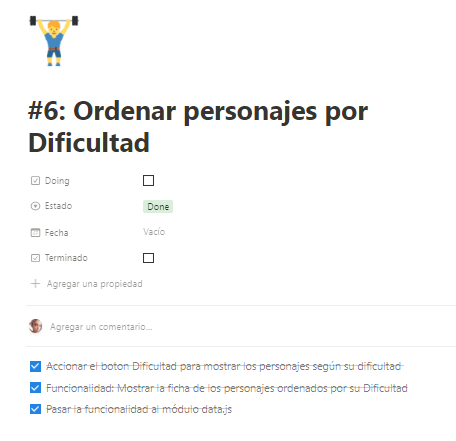 #6: Ordenar personajes por
Dificultad
Doing
Estado Done
Fecha Vacío
Terminado
Agregar una propiedad
Agregar un comentario...
Accionar el boton Dificultad para mostrar los personajes según su dificultad
Funcionalidad: Mostrar la ficha de los personajes ordenados por su Dificultad
Pasar la funcionalidad al módulo data.js